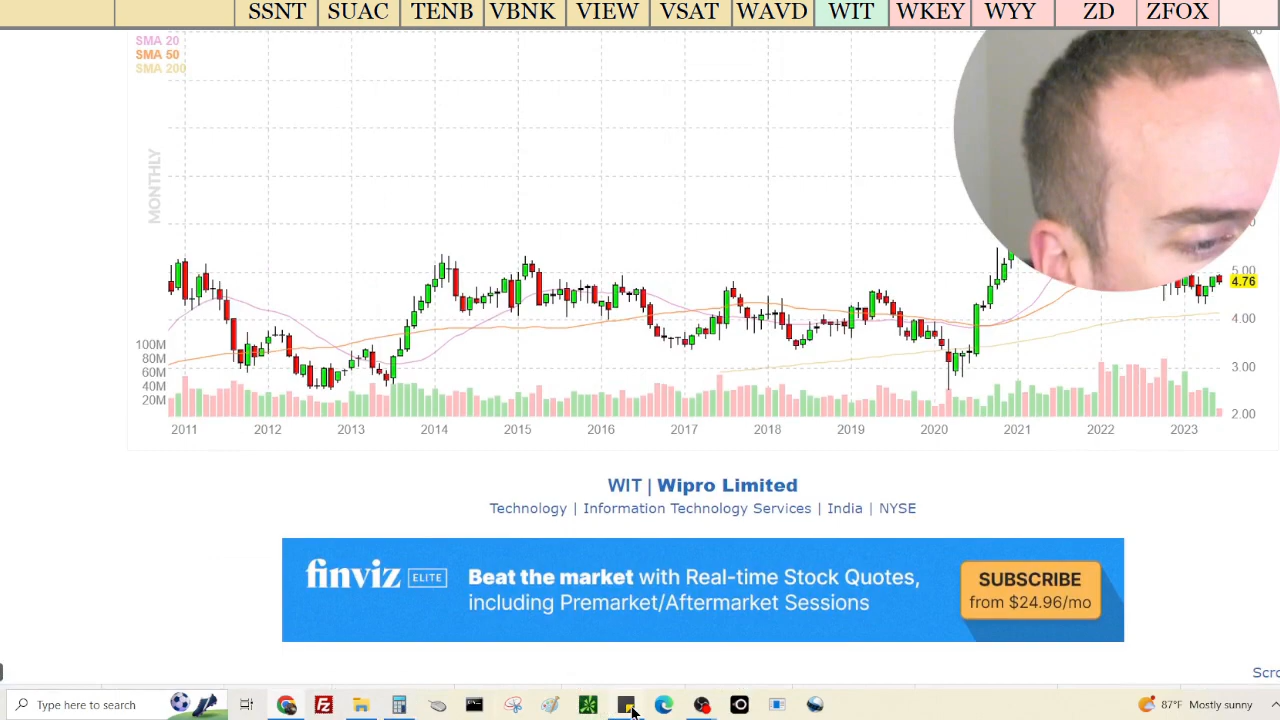 SSNT SUAC TENB VBNK VIEW VSAT WAVD WIT WKEY WYY ZD ZFOX
SMA 20
SMA 50
SMA 200
MONTHLY
5.00
4.76
4.00
3.00
2.00
100M
80M
60M
40M
20M
2011 2012 2013 2014 2015 2016 2017 2018 2019 2020 2021 2022 2023
WIT | Wipro Limited
Technology | Information Technology Services | India | NYSE
finviz ELITE
Beat the market with Real-time Stock Quotes,
including Premarket/Aftermarket Sessions
SUBSCRIBE
from $24.96/mo
Scro
Type here to search
87°F Mostly sunny